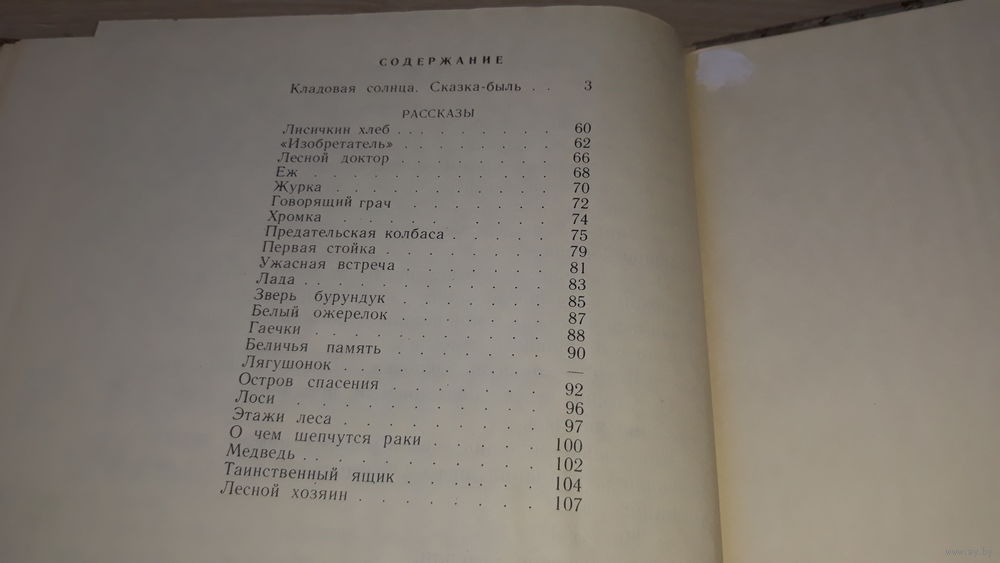 СОДЕРЖАНИЕ
Кладовая солнца. Сказка-быль . . 3
РАССКАЗЫ
Лисичкин хлеб . . . . . . . . . 60
«Изобретатель» . . . . . . . . 62
Лесной доктор . . . . . . . . 66
Еж . . . . . . . . . . . 68
Журка . . . . . . . . . . 70
Говорящий грач . . . . . . . 72
Хромка . . . . . . . . . 74
Предательская колбаса . . . . . 75
Первая стойка . . . . . . . . 79
Ужасная встреча . . . . . . . 81
Лада . . . . . . . . . . . 83
Зверь бурундук . . . . . . . 85
Белый ожерелок . . . . . . . 87
Гаечки . . . . . . . . . . 88
Беличья память . . . . . . . 90
Лягушонок . . . . . . . . . —
Остров спасения . . . . . . . 92
Лоси . . . . . . . . . . . 96
Этажи леса . . . . . . . . . 97
О чем шепчутся раки . . . . . 100
Медведь . . . . . . . . . . 102
Таинственный ящик . . . . . . 104
Лесной хозяин . . . . . . . . 107
www.ay.by